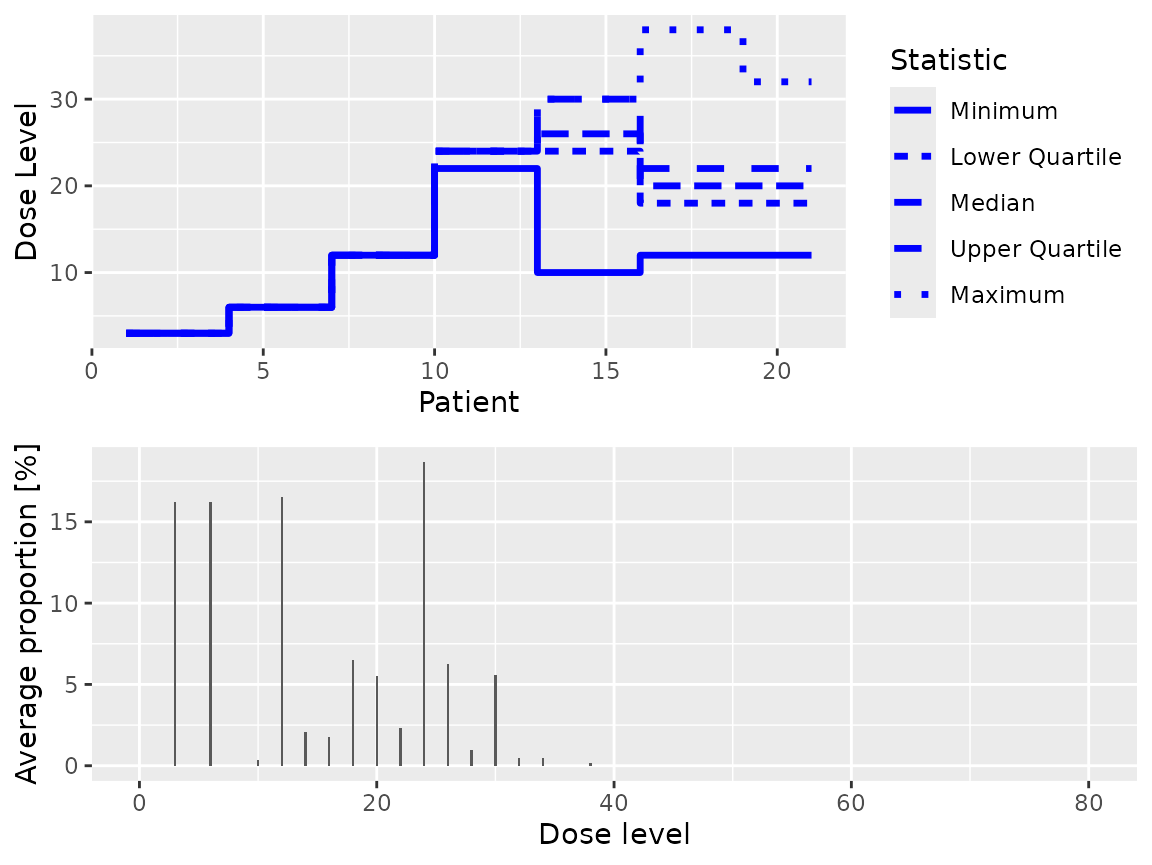 Dose Level
30
20
10
0
5
10
15
20
Patient
Statistic
Minimum
Lower Quartile
Median
Upper Quartile
Maximum
Average proportion [%]
15
10
5
0
0
20
40
60
80
Dose level